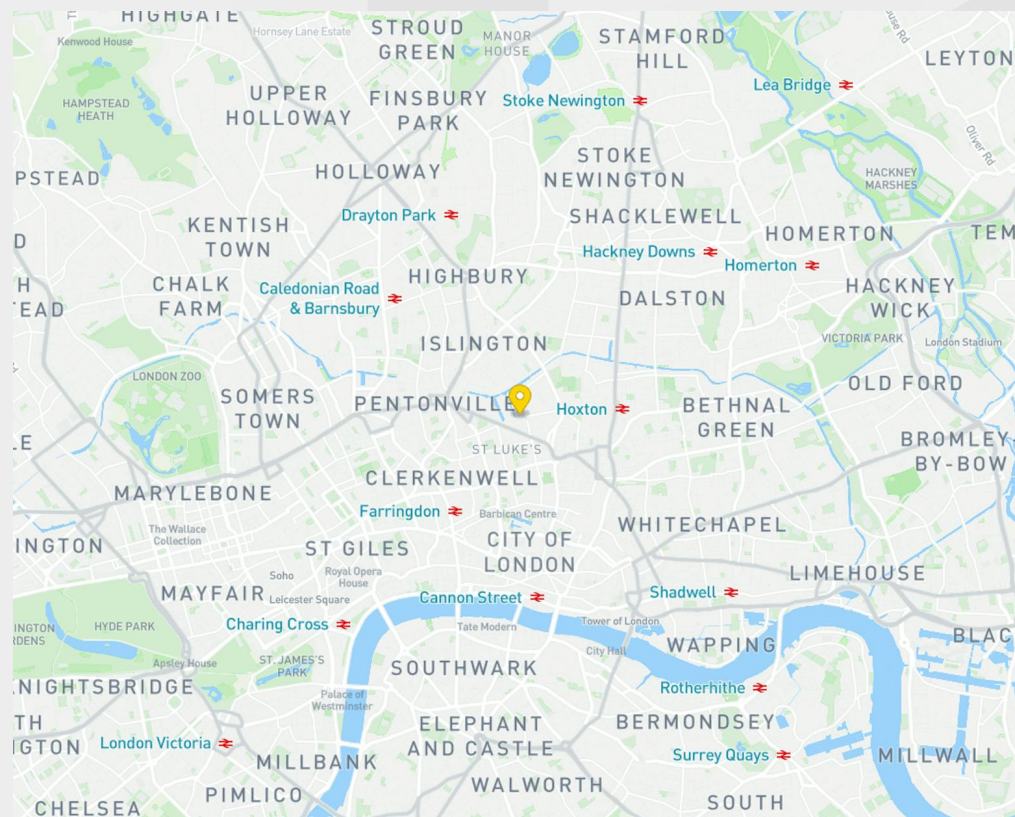 HIGHGATE
Kenwood House
Hornsey Lane Estate
STROUD
GREEN
MANOR
HOUSE
STAMFORD
HILL
LEYTON
Lea Bridge
UPPER
HOLLOWAY
FINSBURY
PARK
Stoke Newington
HAMPSTEAD
HEATH
Oliver Rd
HOLLOWAY
STOKE
NEWINGTON
HACKNEY
MARSHES
PSTEAD
Drayton Park
SHACKLEWELL
KENTISH
TOWN
HOMERTON
TEM
D
Hackney Downs
Homerton
HIGHBURY
CHALK
FARM
Caledonian Road
& Barnsbury
DALSTON
HACKNEY
WICK
H
TEAD
ISLINGTON
VICTORIA PARK
London Stadium
LONDON ZOO
SOMERS
TOWN
PENTONVILLE
Hoxton
BETHNAL
GREEN
OLD FORD
LE
ST LUKE'S
BROMLEY-
BY-BOW
CLERKENWELL
MARYLEBONE
Farringdon
Barbican Centre
WHITECHAPEL
The Wallace
Collection
INGTON
ST GILES
CITY OF
LONDON
Soho
Royal Opera
House
LIMEHOUSE
MAYFAIR
Leicester Square
Cannon Street
Shadwell
INGTON
RDENS
HYDE PARK
Charing Cross
Tate Modern
Tower of London
WAPPING
BLAC
Apsley House
ST. JAMES'S
PARK
SOUTHWARK
City Hall
KNIGHTSBRIDGE
Palace of
Westminster
Rotherhithe
TH
IGTON
London Victoria
ELEPHANT
AND CASTLE
BERMONDSEY
MILLBANK
Surrey Quays
MILLWALL
PIMLICO
WALWORTH
CHELSEA
SOUTH